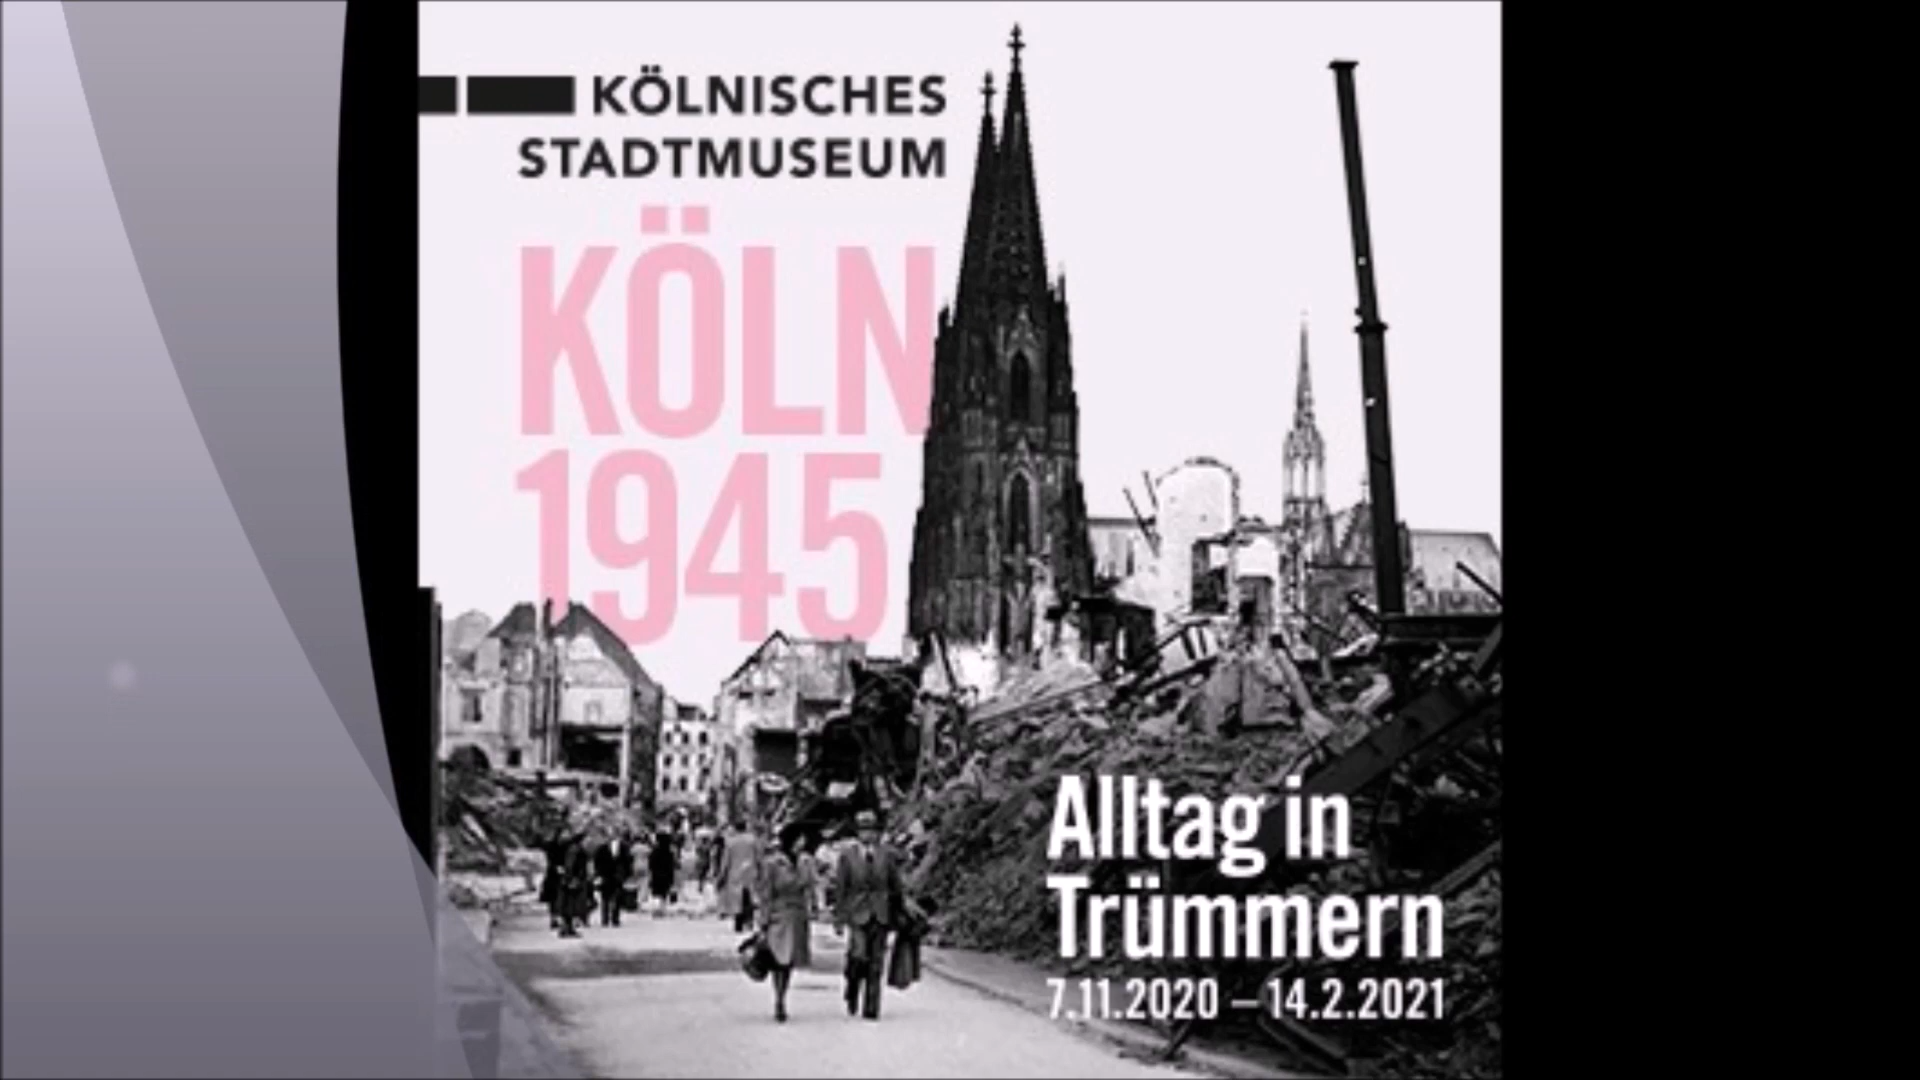 KÖLNISCHES
STADTMUSEUM
KÖLN
1945
Alltag in
Trümmern
7.11.2020 – 14.2.2021